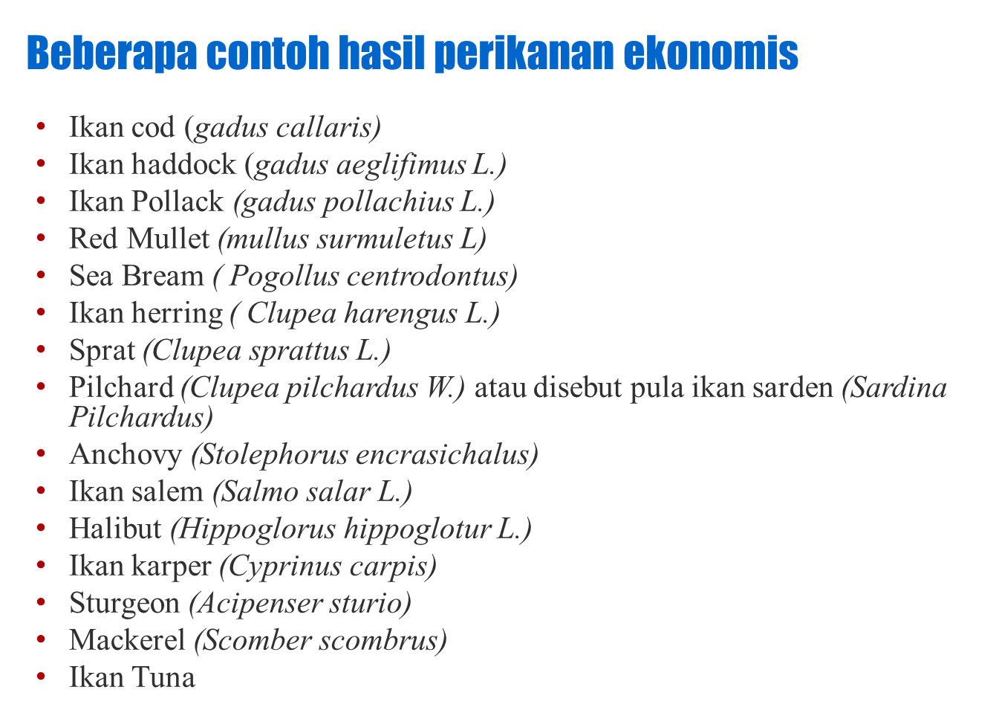 Beberapa contoh hasil perikanan ekonomis
• Ikan cod (gadus callaris)
• Ikan haddock (gadus aeglifimus L.)
• Ikan Pollack (gadus pollachius L.)
• Red Mullet (mullus surmuletus L)
• Sea Bream ( Pogollus centrodontus)
• Ikan herring ( Clupea harengus L.)
• Sprat (Clupea sprattus L.)
• Pilchard (Clupea pilchardus W.) atau disebut pula ikan sarden (Sardina
Pilchardus)
• Anchovy (Stolephorus encrasichalus)
• Ikan salem (Salmo salar L.)
• Halibut (Hippoglorus hippoglotur L.)
• Ikan karper (Cyprinus carpis)
• Sturgeon (Acipenser sturio)
• Mackerel (Scomber scombrus)
• Ikan Tuna